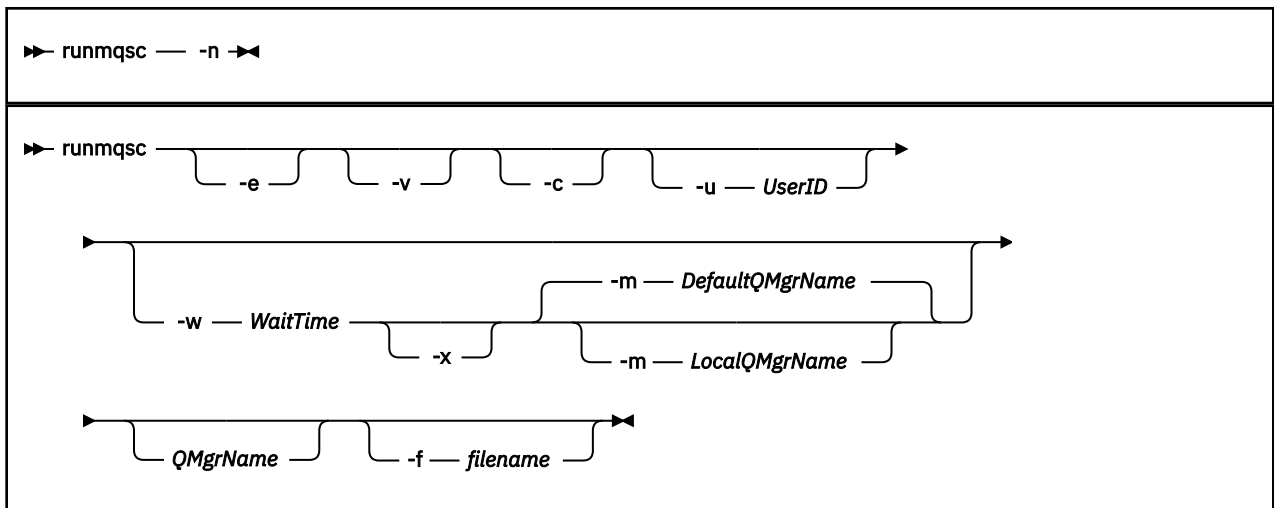 runmqsc -n
runmqsc
-e -v -c -u UserID
-m DefaultQMgrName
-w WaitTime
-x -m LocalQMgrName
QMgrName -f filename